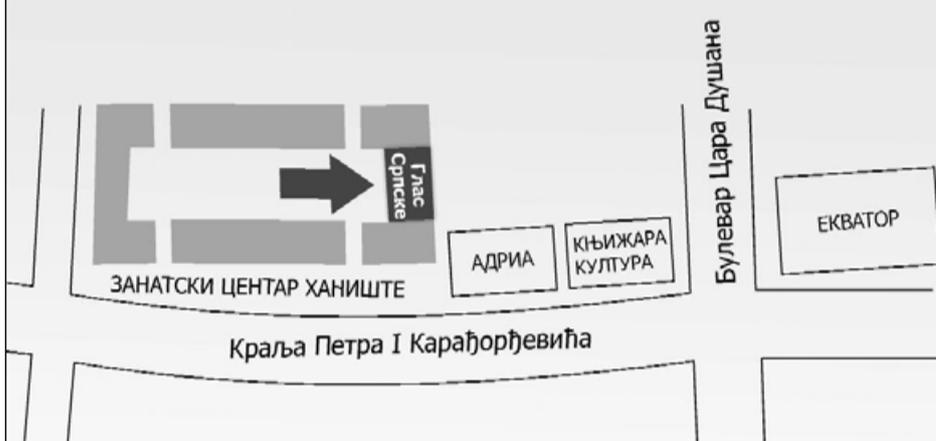 Булевар Цара Душана
Глас
Српске
ЕКВАТОР
КЊИЖАРА
КУЛТУРА
АДРИА
ЗАНАТСКИ ЦЕНТАР ХАНИШТЕ
Краља Петра I Карађорђевића